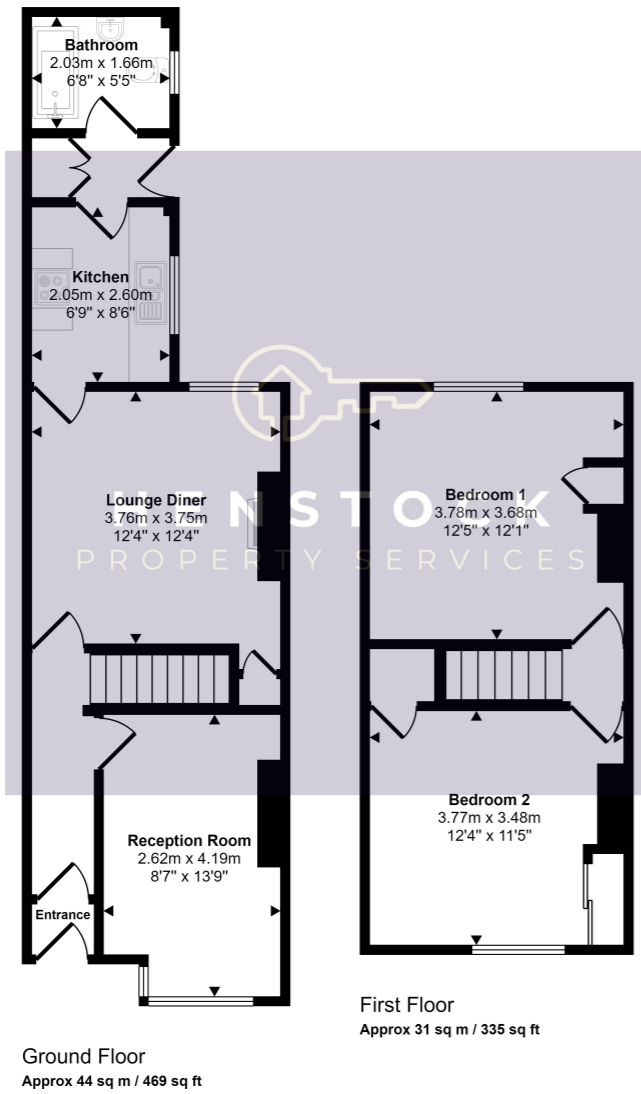 Bathroom
2.03m x 1.66m
6'8" x 5'5"
Kitchen
2.05m x 2.60m
6'9" x 8'6"
Lounge Diner
3.76m x 3.75m
12'4" x 12'4"
HENSTOCK
PROPERTY SERVICES
Bedroom 1
3.78m x 3.68m
12'5" x 12'1"
Reception Room
2.62m x 4.19m
8'7" x 13'9"
Bedroom 2
3.77m x 3.48m
12'4" x 11'5"
Entrance
First Floor
Approx 31 sq m / 335 sq ft
Ground Floor
Approx 44 sq m / 469 sq ft